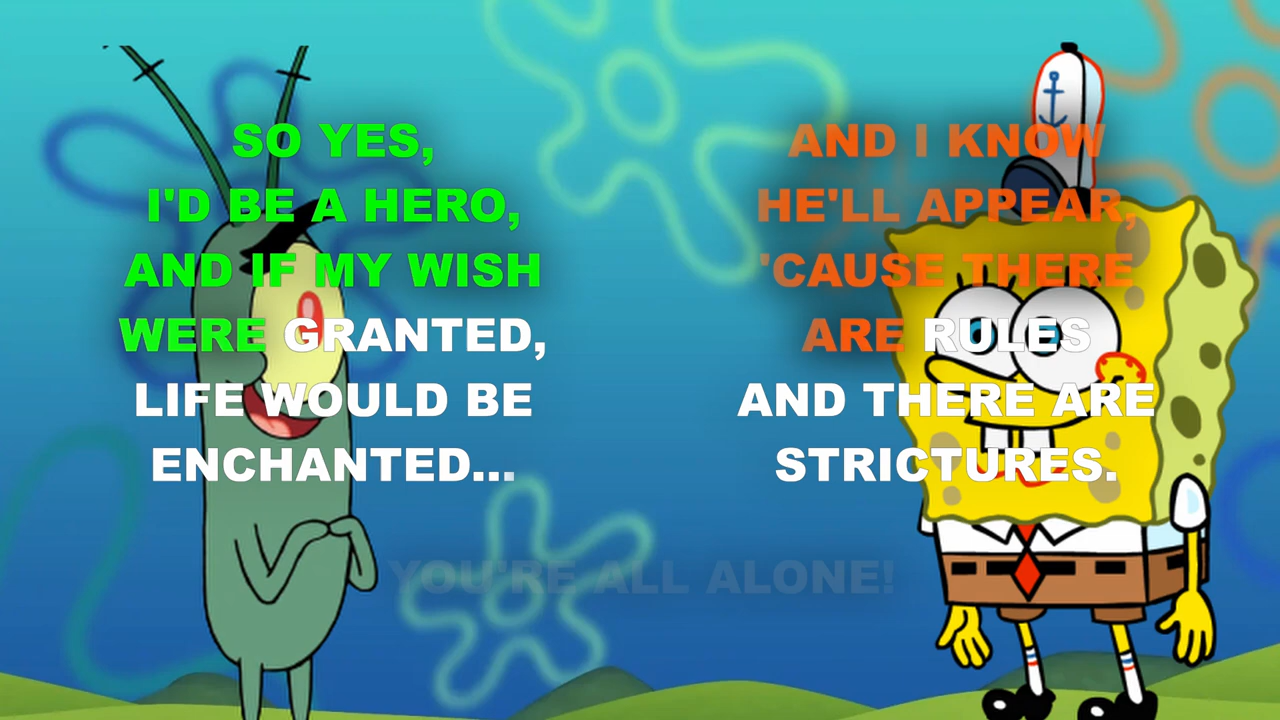 SO YES,
I'D BE A HERO,
AND IF MY WISH
WERE GRANTED,
LIFE WOULD BE
ENCHANTED...
AND I KNOW
HE'LL APPEAR,
'CAUSE THERE
ARE RULES
AND THERE ARE
STRICTURES.
YOU'RE ALL ALONE!